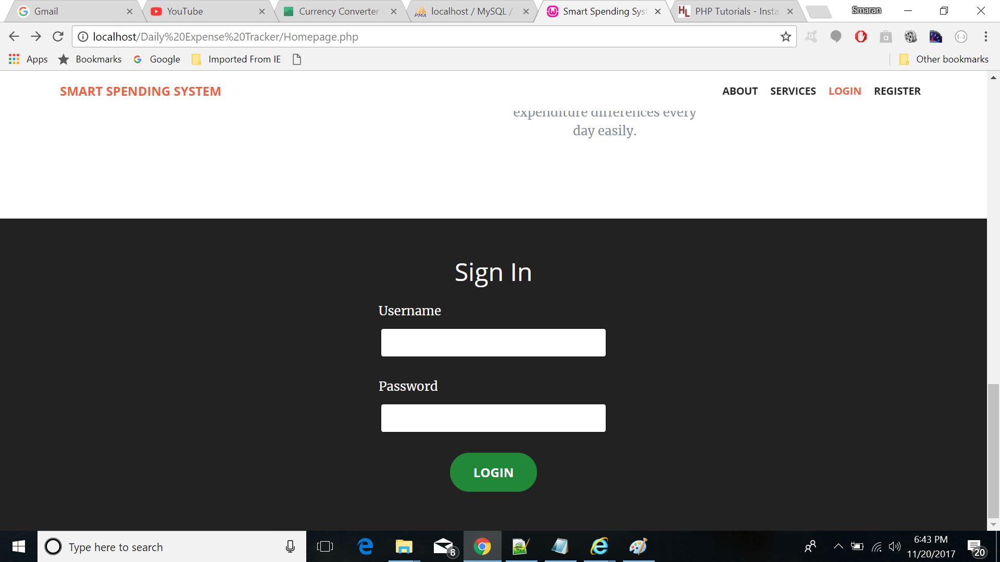 Gmail
YouTube
Currency Converter
localhost / MySQL /
Smart Spending Syst
PHP Tutorials - Insta
Smaran
localhost/Daily%20Expense%20Tracker/Homepage.php
Apps
Bookmarks
Google
Imported From IE
Other bookmarks
SMART SPENDING SYSTEM
ABOUT
SERVICES
LOGIN
REGISTER
expenditure differences every
day easily.
Sign In
Username
Password
LOGIN
Type here to search
8
6:43 PM
11/20/2017
20